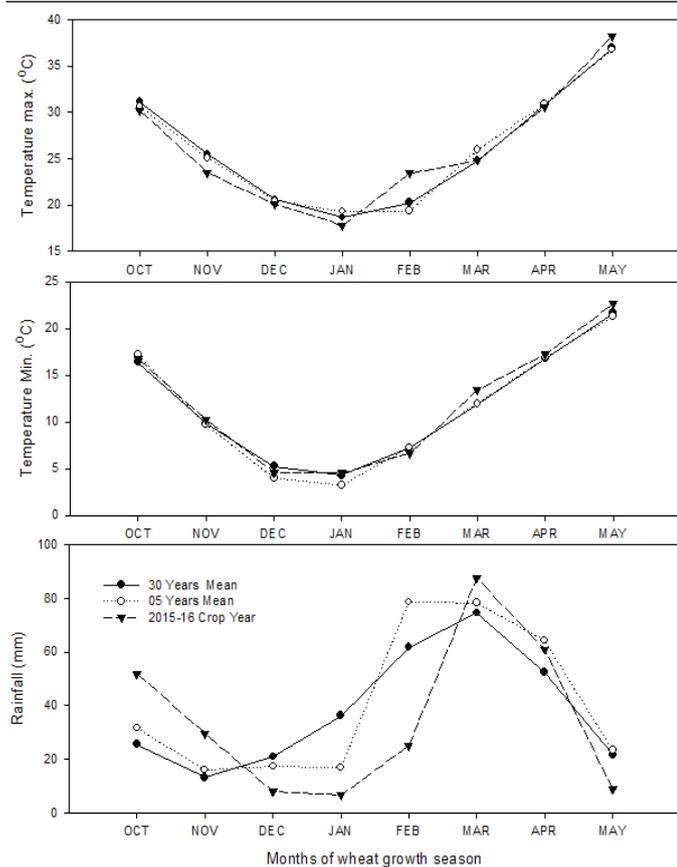 Temperature max. (⁰C)
40
35
30
25
20
15
OCT NOV DEC JAN FEB MAR APR MAY
Temperature Min. (⁰C)
25
20
15
10
5
0
OCT NOV DEC JAN FEB MAR APR MAY
Rainfall (mm)
100
80
60
40
20
0
30 Years Mean
05 Years Mean
2015-16 Crop Year
OCT NOV DEC JAN FEB MAR APR MAY
Months of wheat growth season